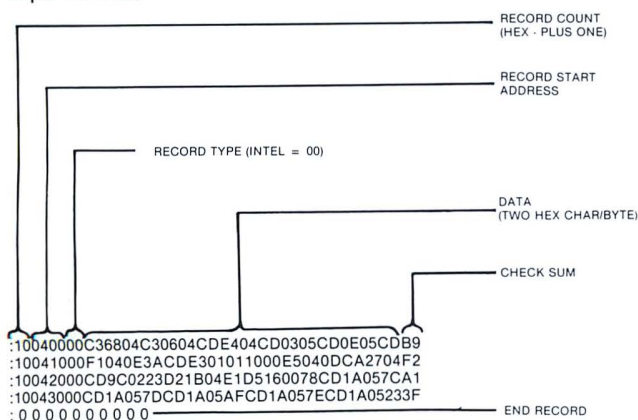 RECORD COUNT
(HEX - PLUS ONE)
RECORD START
ADDRESS
RECORD TYPE (INTEL = 00)
DATA
(TWO HEX CHAR/BYTE)
CHECK SUM
:10040000C36804C30604CDE404CD0305CD0E05CDB9
:10041000F1040E3ACDE301011000E5040DCA2704F2
:10042000CD9C0223D21B04E1D5160078CD1A057CA1
:10043000CD1A057DCD1A05AFCD1A057ECD1A05233F
:0000000000
END RECORD